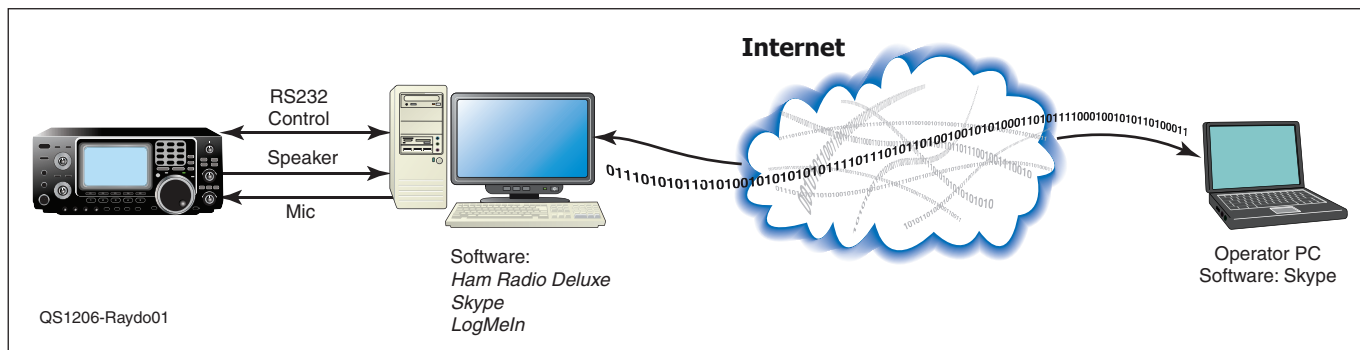 Internet
RS232
Control
Speaker
Mic
Software:
Ham Radio Deluxe
Skype
LogMeIn
Operator PC
Software: Skype
QS1206-Raydo01